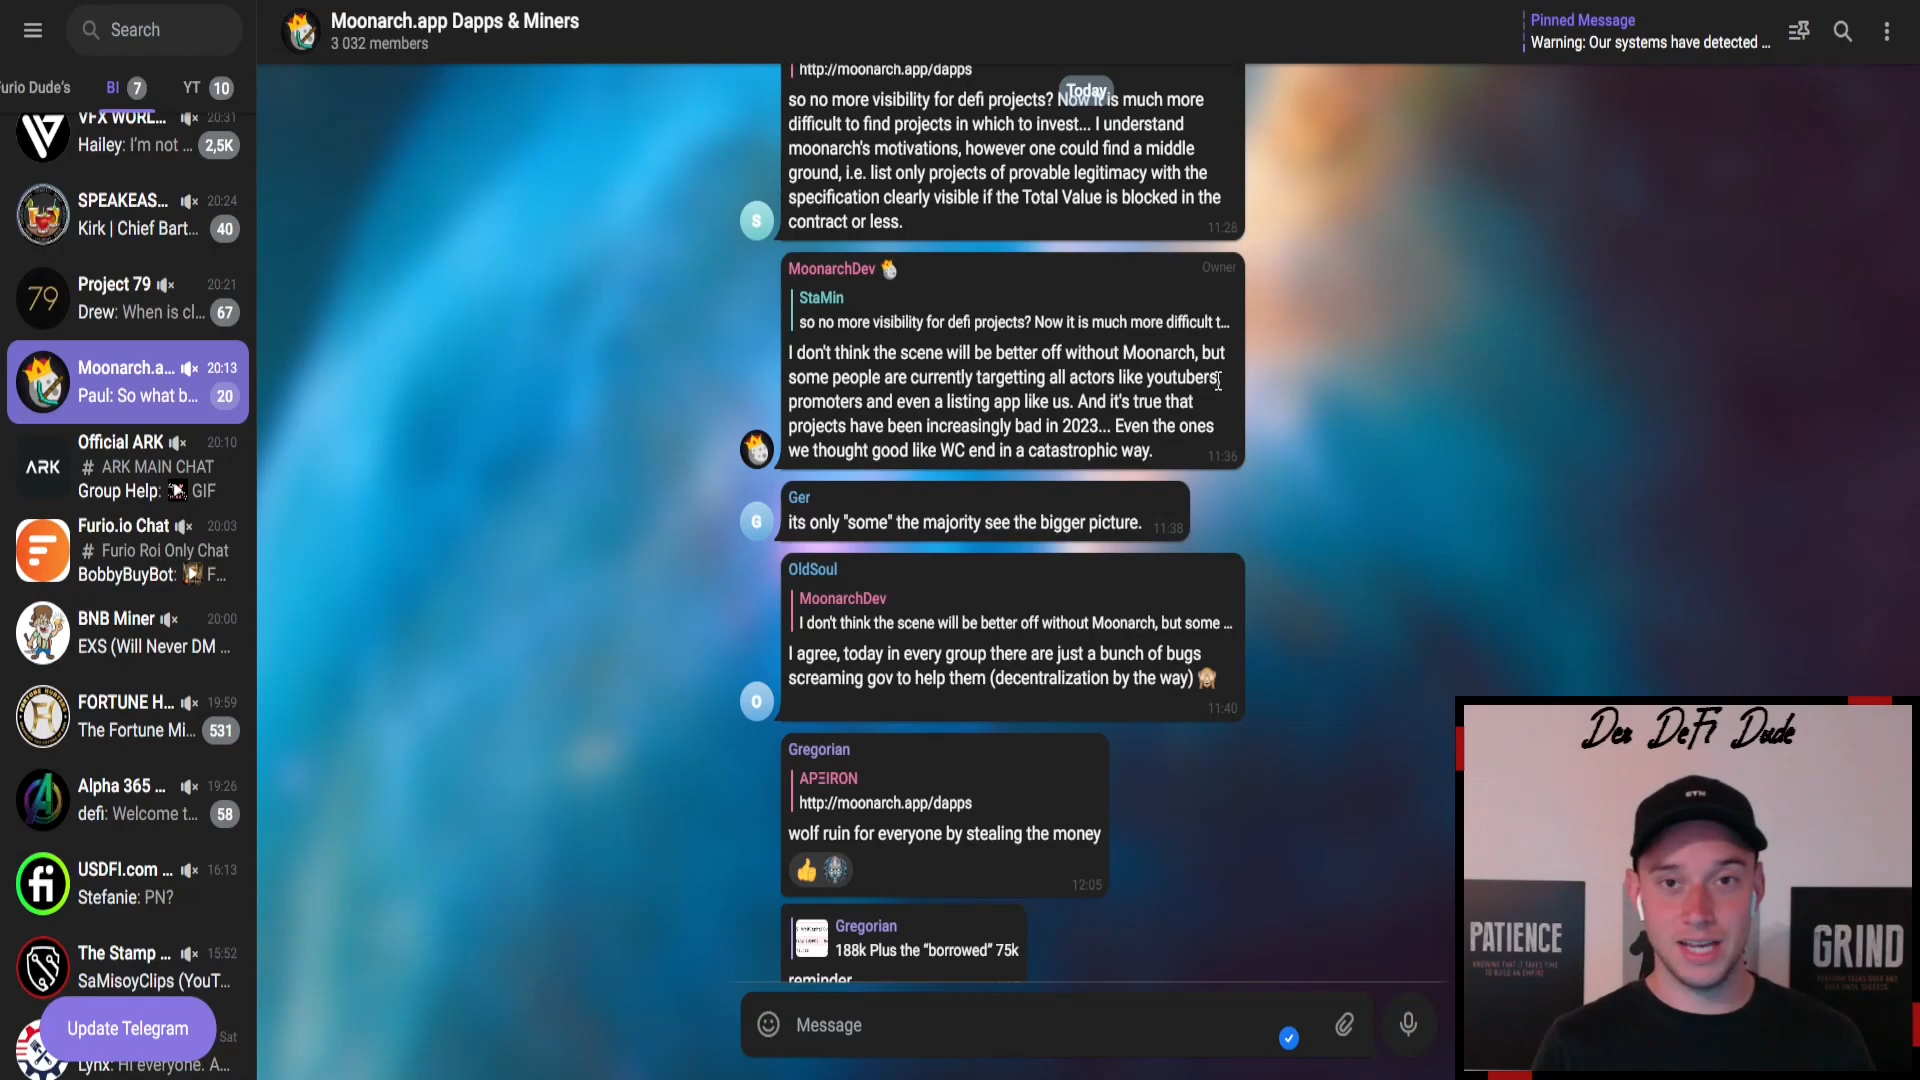 Search
Furio Dude's
BI 7
YT 10
VFX WORL... 20:31
Hailey: I'm not ... 2,5K
SPEAKEAS... 20:24
Kirk | Chief Bart... 40
Project 79 20:21
Drew: When is cl... 67
Moonarch.a... 20:13
Paul: So what b... 20
Official ARK 20:10
# ARK MAIN CHAT
Group Help: GIF
Furio.io Chat 20:03
# Furio Roi Only Chat
BobbyBuyBot: F...
BNB Miner 20:00
EXS (Will Never DM ...
FORTUNE H... 19:59
The Fortune Mi... 531
Alpha 365 ... 19:26
defi: Welcome t... 58
USDFI.com ... 16:13
Stefanie: PN?
The Stamp ... 15:52
SaMisoyClips (YouT...
Update Telegram
Sat
Lynx: Hi everyone. A...
79
ARK
fi
Moonarch.app Dapps & Miners
3 032 members
Pinned Message
Warning: Our systems have detected ...
http://moonarch.app/dapps
Today
so no more visibility for defi projects? Now it is much more
difficult to find projects in which to invest... I understand
moonarch's motivations, however one could find a middle
ground, i.e. list only projects of provable legitimacy with the
specification clearly visible if the Total Value is blocked in the
contract or less.
11:28
S
MoonarchDev Owner
StaMin
so no more visibility for defi projects? Now it is much more difficult t...
I don't think the scene will be better off without Moonarch, but
some people are currently targetting all actors like youtubers,
promoters and even a listing app like us. And it's true that
projects have been increasingly bad in 2023... Even the ones
we thought good like WC end in a catastrophic way.
11:36
Ger
its only "some" the majority see the bigger picture. 11:38
G
OldSoul
MoonarchDev
I don't think the scene will be better off without Moonarch, but some ...
I agree, today in every group there are just a bunch of bugs
screaming gov to help them (decentralization by the way)
11:40
O
Gregorian
APΞIRON
http://moonarch.app/dapps
wolf ruin for everyone by stealing the money
12:05
Gregorian
188k Plus the “borrowed” 75k
reminder
Message
Der DeFi Dude
ETH
PATIENCE
KNOWING THAT IT TAKES TIME
TO BUILD AN EMPIRE
GRIND